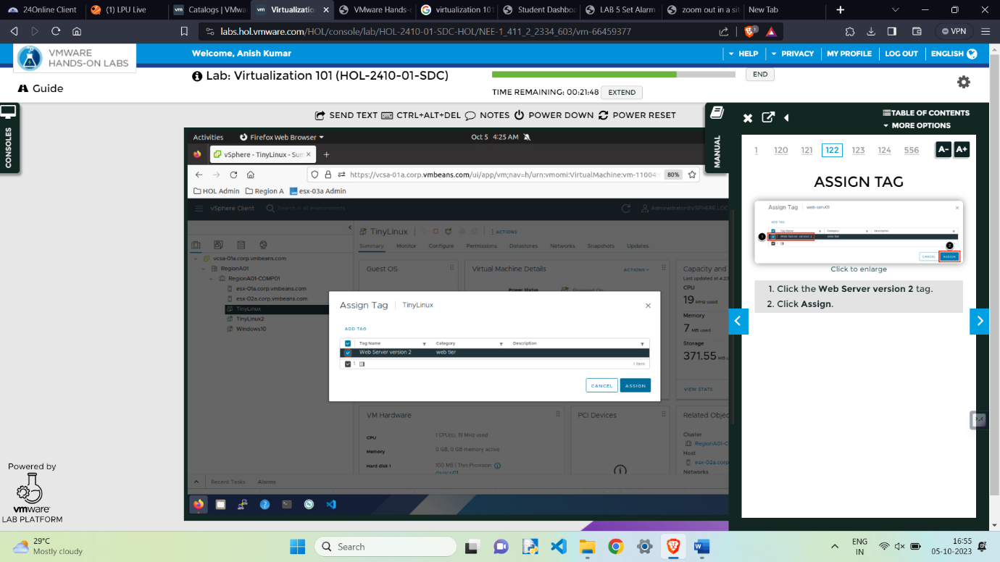 24Online Client
(1) LPU Live
Catalogs | VMwa
Virtualizatio
VMware Hands-o
virtualization 101
Student Dashboa
LAB 5 Set Alarm
zoom out in a sit
New Tab
labs.hol.vmware.com/HOL/console/lab/HOL-2410-01-SDC-HOL/NEE-1_411_2_2334_603/vm-66459377
VPN
VMWARE
HANDS-ON LABS
Welcome, Anish Kumar
HELP
PRIVACY
MY PROFILE
LOG OUT
ENGLISH
Lab: Virtualization 101 (HOL-2410-01-SDC)
END
Guide
TIME REMAINING: 00:21:48
EXTEND
CONSOLES
SEND TEXT
CTRL+ALT+DEL
NOTES
POWER DOWN
POWER RESET
MANUAL
TABLE OF CONTENTS
MORE OPTIONS
Activities
Firefox Web Browser
Oct 5 4:25 AM
vSphere - TinyLinux - Sum
https://vcsa-01a.corp.vmbeans.com/ui/app/vm;nav=h/urn:vmomi:VirtualMachine:vm-11004
80%
HOL Admin
Region A
esx-03a Admin
vSphere Client
Search in all environments
Administrator@VSPHERE.LOC
vcsa-01a.corp.vmbeans.com
RegionA01
RegionA01-COMP01
esx-01a.corp.vmbeans.com
esx-02a.corp.vmbeans.com
TinyLinux
TinyLinux2
Windows10
TinyLinux
ACTIONS
Summary
Monitor
Configure
Permissions
Datastores
Networks
Snapshots
Updates
Guest OS
Virtual Machine Details
ACTIONS
Power Status
Powered On
Capacity and
Last updated at 4:23
CPU
19 MHz used
Memory
7 MB used
Storage
371.55 MB u
VIEW STATS
Assign Tag
TinyLinux
ADD TAG
Tag Name
Category
Description
Web Server version 2
web tier
1
1 item
CANCEL
ASSIGN
VM Hardware
CPU
1 CPU(s), 19 MHz used
Memory
0 GB, 0 GB memory active
Hard disk 1
100 MB | Thin Provision
PCI Devices
Related Objec
Cluster
RegionA01-C
Host
esx-02a.corp
Networks
Recent Tasks
Alarms
1 120 121 122 123 124 556
A-
A+
ASSIGN TAG
Assign Tag
web-serv01
ADD TAG
Tag Name
Category
Description
Web Server version 2
web tier
1
2
CANCEL
ASSIGN
Click to enlarge
1. Click the Web Server version 2 tag.
2. Click Assign.
Powered by
vmware
LAB PLATFORM
29°C
Mostly cloudy
Search
ENG
IN
16:55
05-10-2023